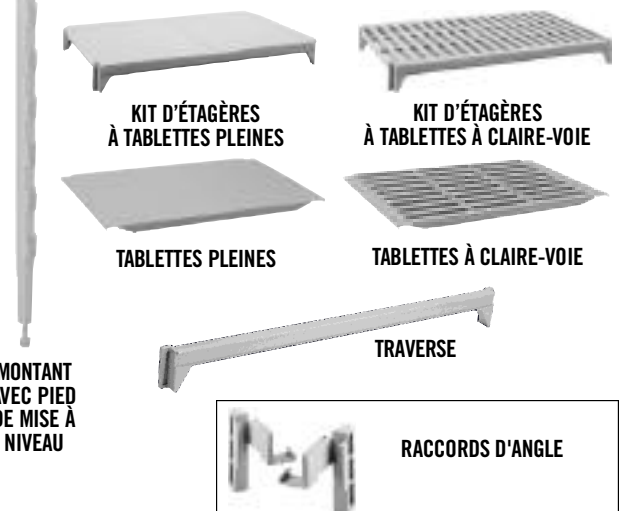 KIT D'ÉTAGÈRES
À TABLETTES PLEINES
KIT D'ÉTAGÈRES
À TABLETTES À CLAIRE-VOIE
TABLETTES PLEINES
TABLETTES À CLAIRE-VOIE
TRAVERSE
MONTANT
AVEC PIED
DE MISE À
NIVEAU
RACCORDS D'ANGLE